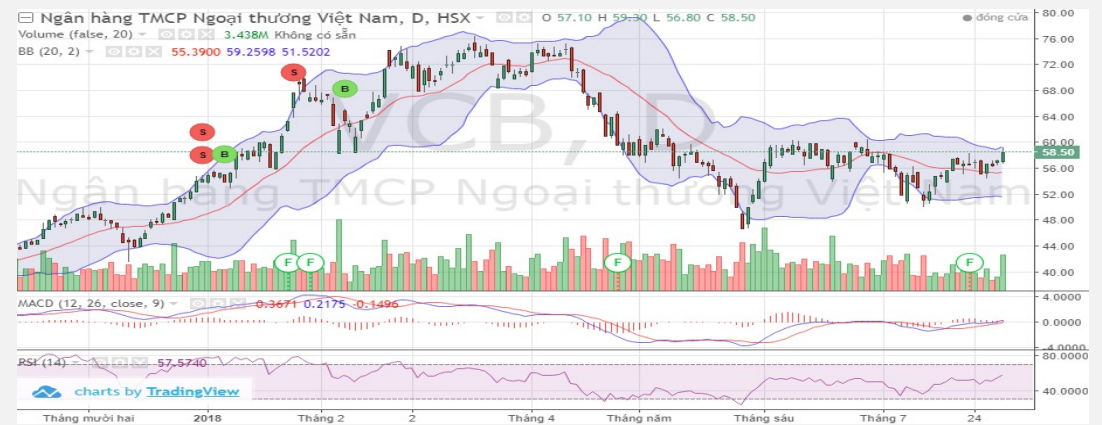 Ngân hàng TMCP Ngoại thương Việt Nam, D, HSX O 57.10 H 59.30 L 56.80 C 58.50 đóng cửa
Volume (false, 20) 3.438M Không có sẵn
BB (20, 2) 55.3900 59.2598 51.5202
80.00
76.00
72.00
68.00
64.00
60.00
58.50
56.00
52.00
48.00
44.00
40.00
S
B
S
S B
VCB, D
Ngân hàng TMCP Ngoại thương Việt Nam
F F F F
MACD (12, 26, close, 9) 0.3671 0.2175 -0.1496
4.0000
0.0000
-4.0000
RSI (14) 57.5740
80.0000
40.0000
charts by TradingView
Tháng mười hai 2018 Tháng 2 2 Tháng 4 Tháng năm Tháng sáu Tháng 7 24